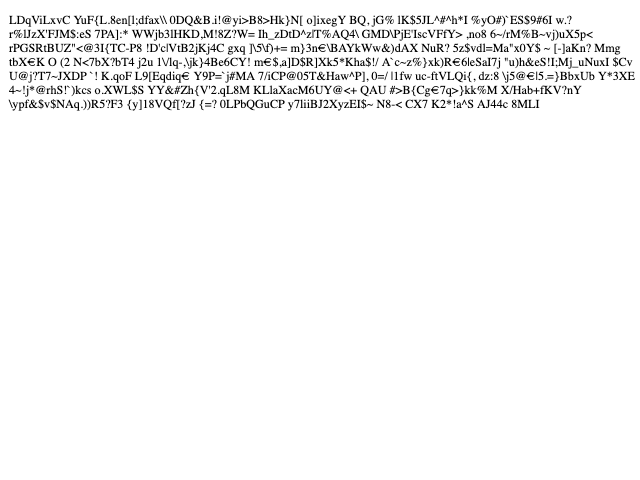 LDqViLxvC YuF{L.8en[l;dfax\\ 0DQ&B.i!@yi>B8>Hk}N[ o]ixegY BQ, jG% lK$5JL^#^h*I %yO#)`ES$9#6I w.?
r%lJzX'FJM$:eS 7PA]:* WWjb3lHKD,M!8Z?W= Ih_zDtD^z/T%AQ4\ GMD\PjE'IscVFfY> ,no8 6~/rM%B~vj)uX5p<
rPGSRtBUZ"<@3I{TC-P8 !D'clVtB2jKj4C gxq ]\5\f)+= m}3n€\BAYkWw&)dAX NuR? 5z$vdl=Ma"x0Y$ ~ [-]aKn? Mmg
tbX€K O (2 N<7bX?bT4 j2u 1\/lq-,\jk}4Be6CY! m€$,a]D$R]Xk5*Kha$!/ A`c~z%}xk)R€6leSaI7j "u)h&eS!I;Mj_uNuxI $Cv
U@j?T7~JXDP `! K.qoF L9[Eqdiq€ Y9P=`j#MA 7/iCP@05T&Haw^P], 0=/ l1fw uc-ftVLQi{, dz:8 \j5@€l5.=}BbxUb Y*3XE
4~!j*@rhS!`)kcs o.XWL$S YY&#Zh{V'2.qL8M KLlaXacM6UY@<+ QAU #>B{Cg€7q>}kk%M X/Hab+fKV?nY
\ypf&$v$NAq.))R5?F3 {y]18VQf[?zJ {=? 0LPbQGuCP y7liiBJ2XyzEI$~ N8-< CX7 K2*!a^S AJ44c 8MLI